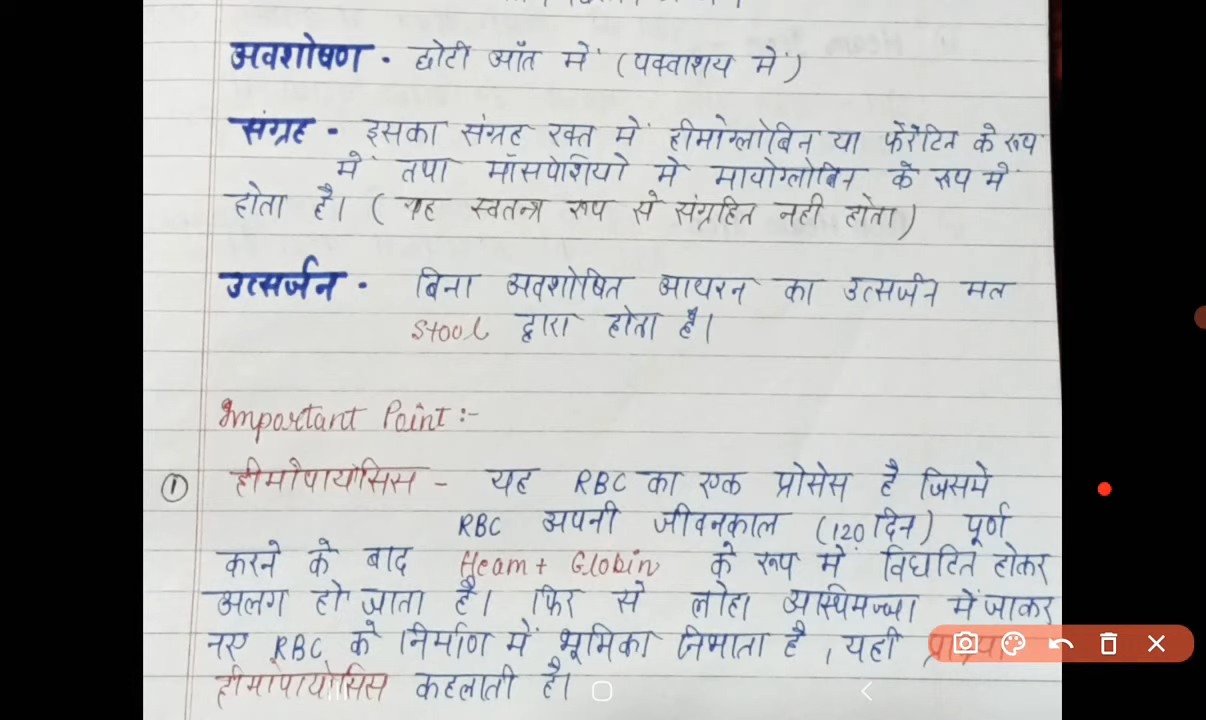 अवशोषण - छोटी आँत में (पक्वाशय में)
संग्रह - इसका संग्रह रक्त में हीमोग्लोबिन या फेरेटिन के रूप
में तथा माँसपेशियो में मायोग्लोबिन के रूप में
होता है। ( यह स्वतन्त्र रूप से संग्रहित नही होता)
उत्सर्जन - बिना अवशोषित आयरन का उत्सर्जन मल
Stool द्वारा होता है।
Important Point :-
① हीमोपायोसिस - यह RBC का एक प्रोसेस है जिसमे
RBC अपनी जीवनकाल (120 दिन) पूर्ण
करने के बाद Heam + Globin के रूप में विघटित होकर
अलग हो जाता है। फिर से लोहा अस्थिमज्जा में जाकर
नए RBC के निर्माण में भूमिका निभाता है, यही
हीमोपायोसिस कहलाती है।